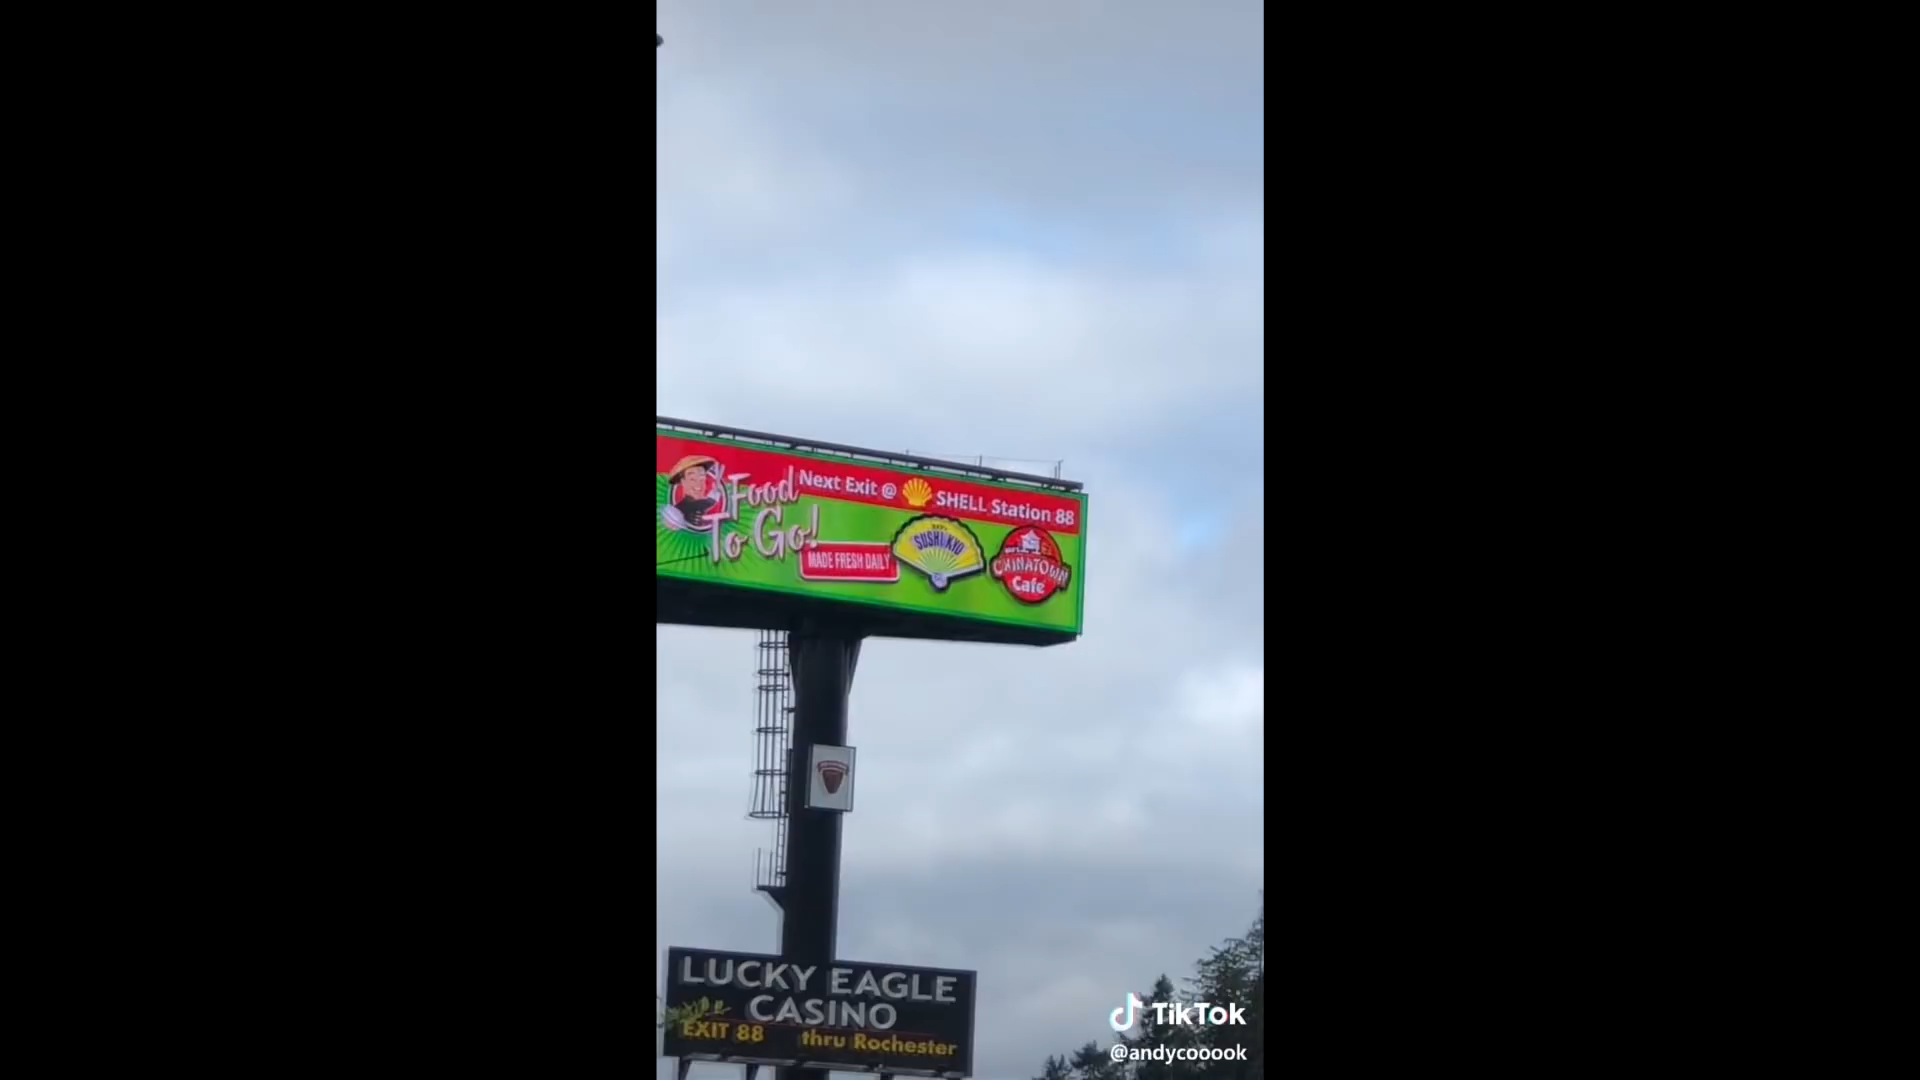 Food
To Go!
Next Exit @ SHELL Station 88
MADE FRESH DAILY
SUSHI KYO
CHINATOWN
Cafe
LUCKY EAGLE
CASINO
EXIT 88 thru Rochester
TikTok
@andycooook